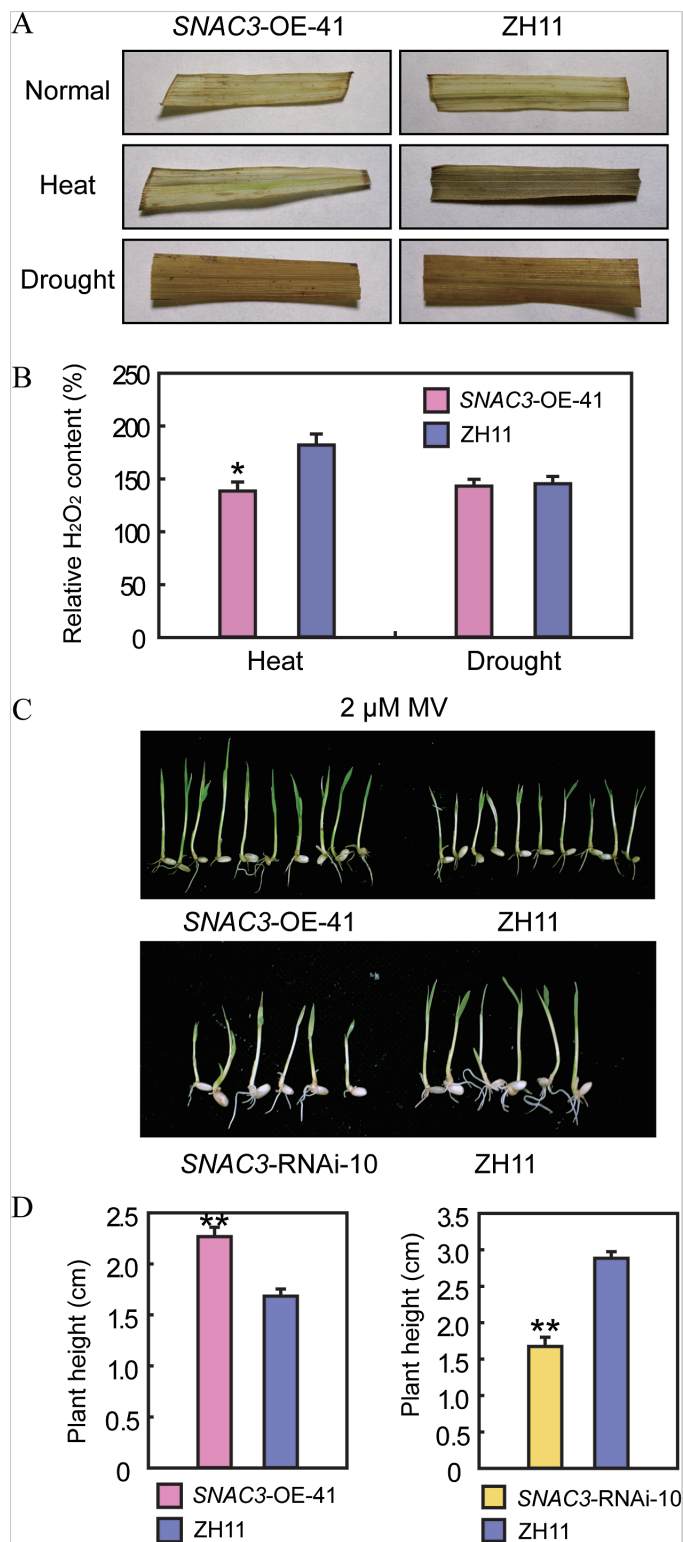 A
SNAC3-OE-41 ZH11
Normal
Heat
Drought
B
Relative H₂O₂ content (%)
250
200
150
100
50
0
*
SNAC3-OE-41
ZH11
Heat Drought
C
2 µM MV
SNAC3-OE-41 ZH11
SNAC3-RNAi-10 ZH11
D
Plant height (cm)
2.5
2.0
1.5
1.0
0.5
0
**
SNAC3-OE-41
ZH11
Plant height (cm)
3.5
3.0
2.5
2.0
1.5
1.0
0.5
0
**
SNAC3-RNAi-10
ZH11